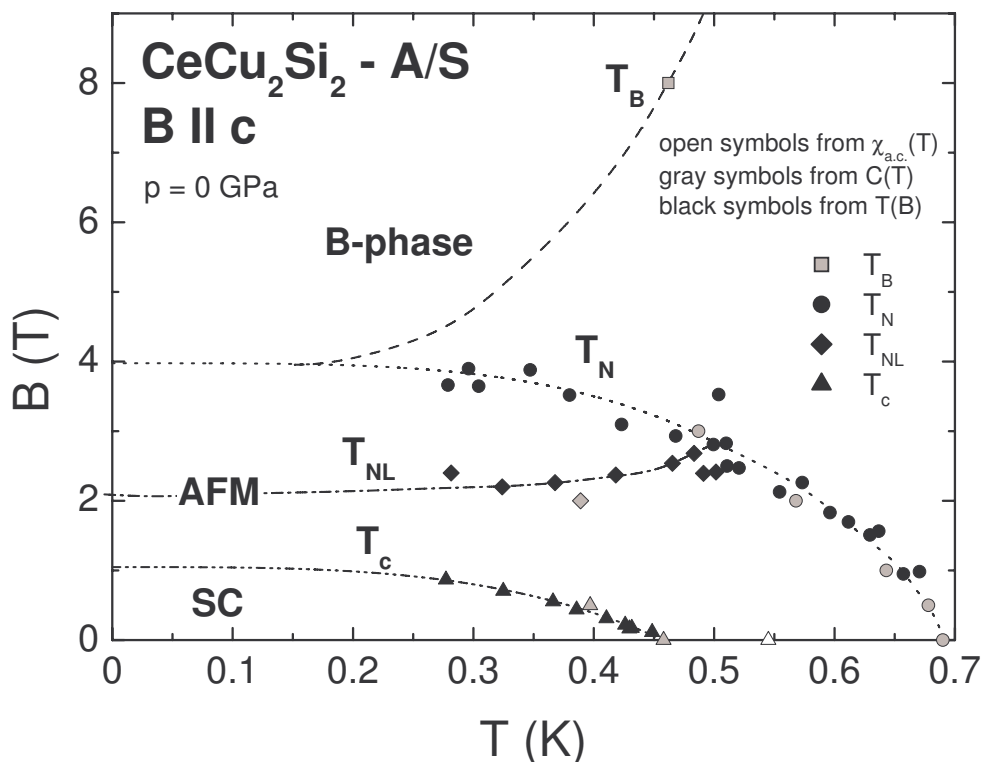 CeCu₂Si₂ - A/S
B II c
p = 0 GPa
T_B
open symbols from χ_a.c.(T)
gray symbols from C(T)
black symbols from T(B)
B-phase
T_B
T_N
T_NL
T_c
T_N
T_NL
AFM
T_c
SC
8
6
4
2
0
B (T)
0
0.1
0.2
0.3
0.4
0.5
0.6
0.7
T (K)